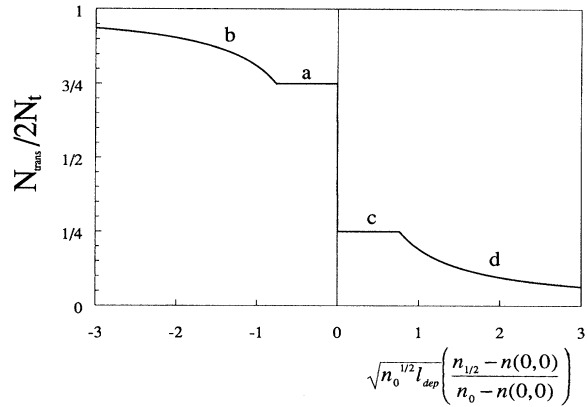 1
b
a
3/4
N_trans/2N_t
1/2
c
1/4
d
0
-3 -2 -1 0 1 2 3
√(n_0^{1/2} l_dep) ( (n_{1/2} − n(0,0)) / (n_0 − n(0,0)) )